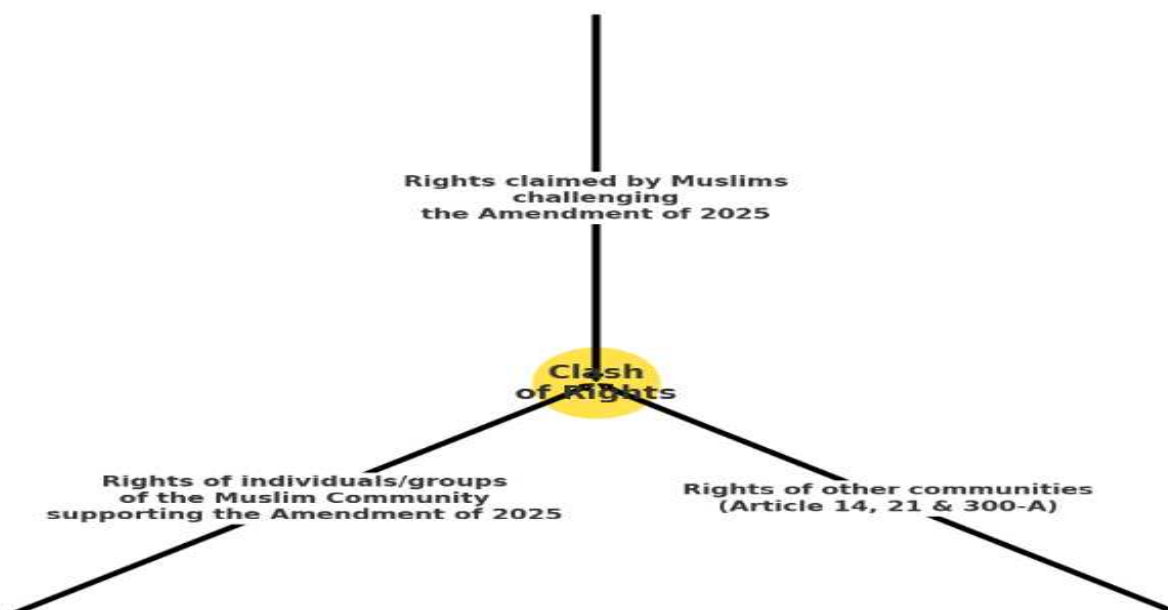 Rights claimed by Muslims
challenging
the Amendment of 2025
Clash
of Rights
Rights of individuals/groups
of the Muslim Community
supporting the Amendment of 2025
Rights of other communities
(Article 14, 21 & 300-A)